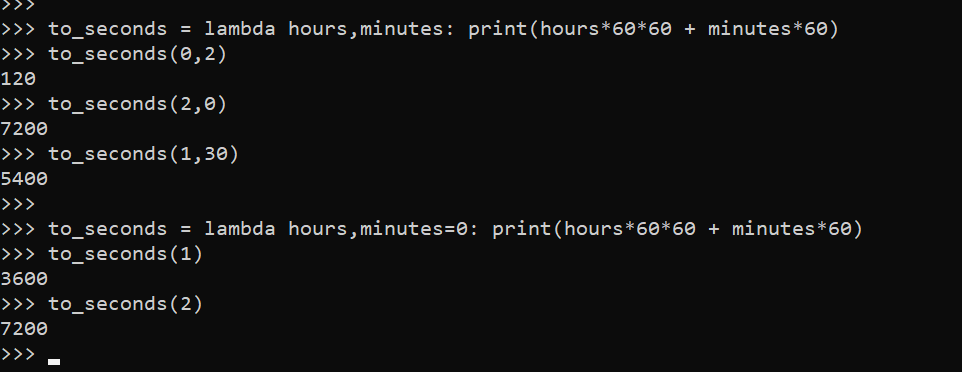 >>>
>>> to_seconds = lambda hours,minutes: print(hours*60*60 + minutes*60)
>>> to_seconds(0,2)
120
>>> to_seconds(2,0)
7200
>>> to_seconds(1,30)
5400
>>>
>>> to_seconds = lambda hours,minutes=0: print(hours*60*60 + minutes*60)
>>> to_seconds(1)
3600
>>> to_seconds(2)
7200
>>>